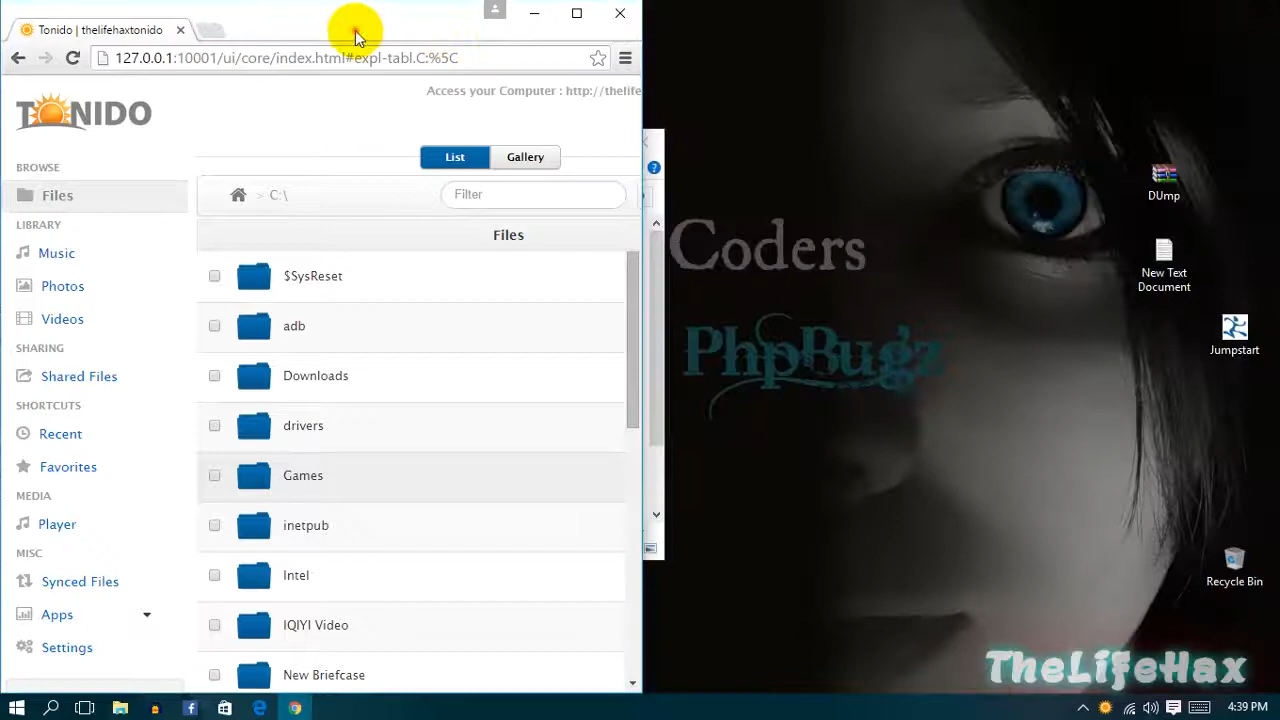 Tonido | thelifehaxtonido
127.0.0.1:10001/ui/core/index.html#expl-tabl.C:%5C
Access your Computer : http://thelife
TONIDO
List
Gallery
BROWSE
Files
> C:\
Filter
LIBRARY
Files
Music
$SysReset
Photos
Videos
adb
SHARING
Shared Files
Downloads
SHORTCUTS
Recent
drivers
Favorites
Games
MEDIA
Player
inetpub
MISC
Synced Files
Intel
Apps
IQIYI Video
Settings
New Briefcase
Coders
PhpBugz
DUmp
New Text
Document
Jumpstart
Recycle Bin
TheLifeHax
4:39 PM